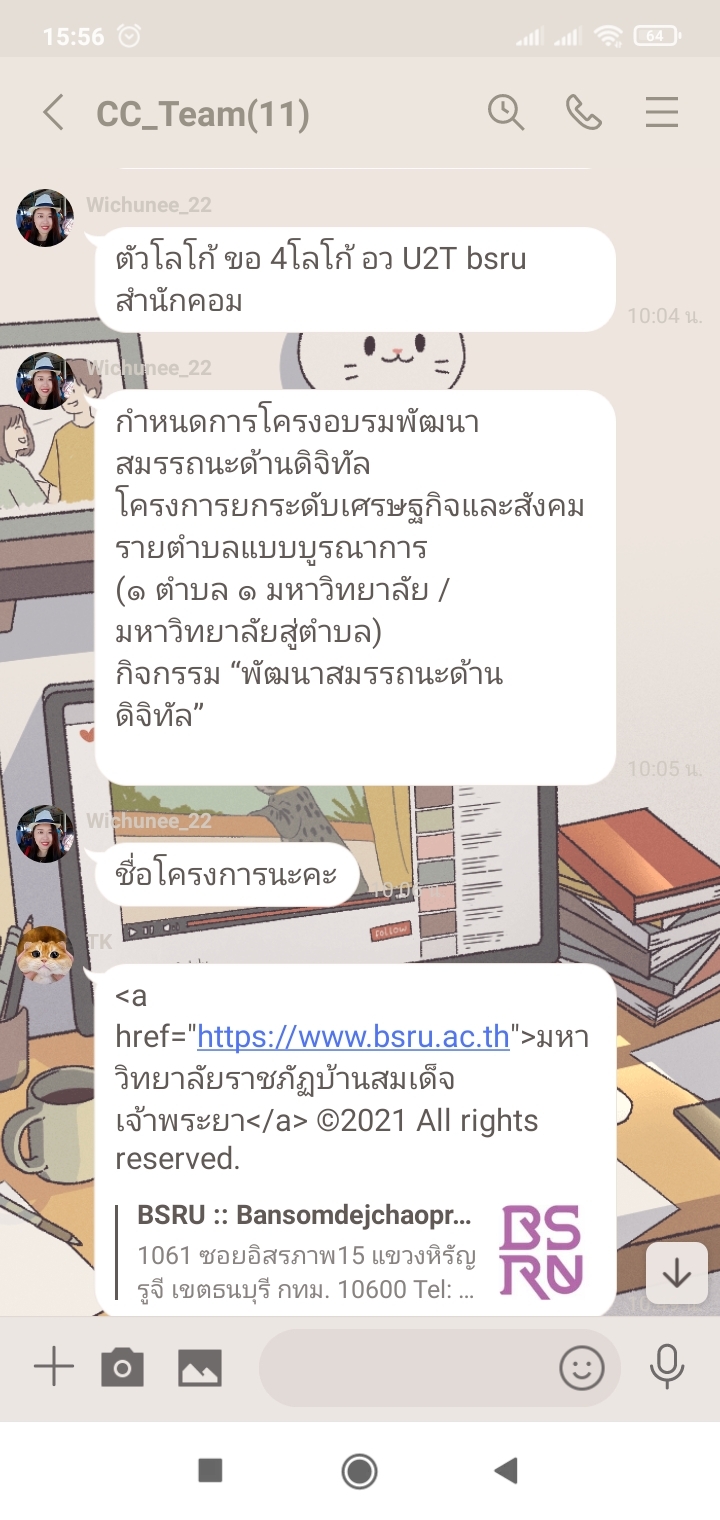 15:56
64
CC_Team(11)
Wichunee_22
ตัวโลโก้ ขอ 4โลโก้ อว U2T bsru
สำนักคอม
10:04 น.
Wichunee_22
กำหนดการโครงอบรมพัฒนา
สมรรถนะด้านดิจิทัล
โครงการยกระดับเศรษฐกิจและสังคม
รายตำบลแบบบูรณาการ
(๑ ตำบล ๑ มหาวิทยาลัย /
มหาวิทยาลัยสู่ตำบล)
กิจกรรม “พัฒนาสมรรถนะด้าน
ดิจิทัล”
10:05 น.
Wichunee_22
ชื่อโครงการนะคะ
follow
TK
<a
href="https://www.bsru.ac.th">มหา
วิทยาลัยราชภัฏบ้านสมเด็จ
เจ้าพระยา</a> ©2021 All rights
reserved.
BSRU :: Bansomdejchaopr...
1061 ซอยอิสรภาพ15 แขวงหิรัญ
รูจี เขตธนบุรี กทม. 10600 Tel: ...
BS
RU